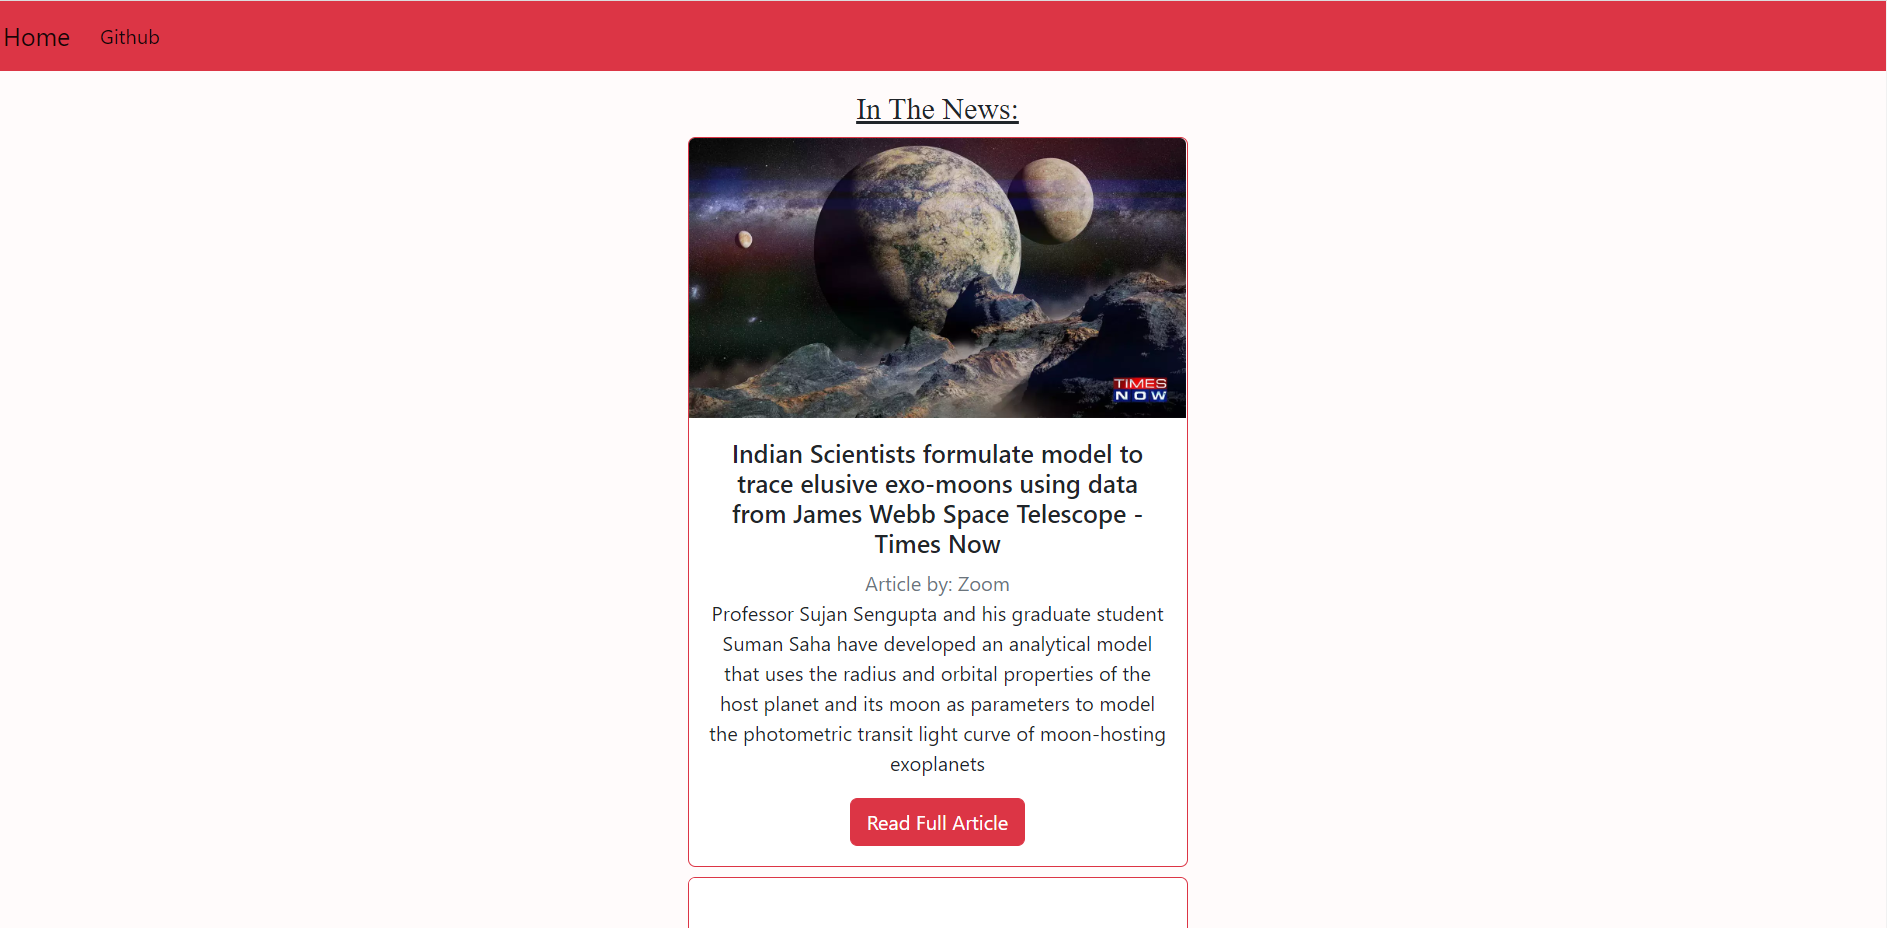 Home Github
In The News:
TIMES
NOW
Indian Scientists formulate model to
trace elusive exo-moons using data
from James Webb Space Telescope -
Times Now
Article by: Zoom
Professor Sujan Sengupta and his graduate student
Suman Saha have developed an analytical model
that uses the radius and orbital properties of the
host planet and its moon as parameters to model
the photometric transit light curve of moon-hosting
exoplanets
Read Full Article